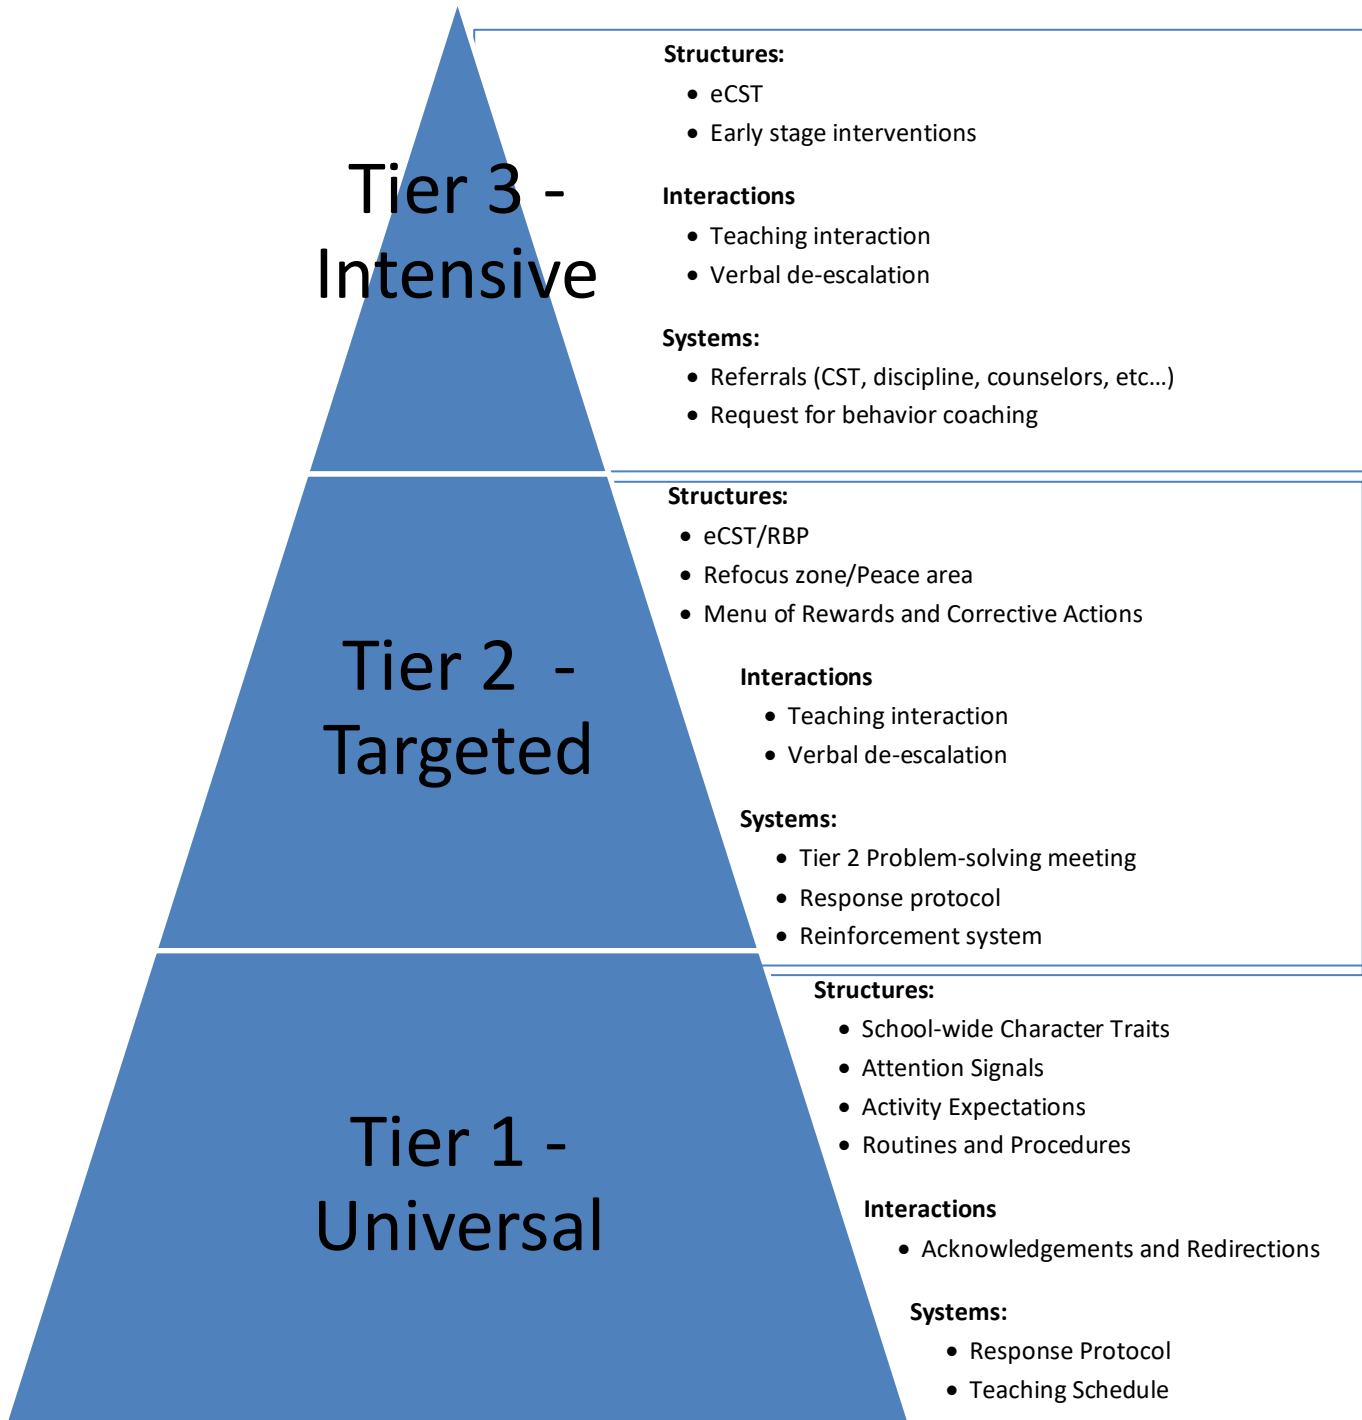 Tier 3 -
Intensive
Structures:
• eCST
• Early stage interventions
Interactions
• Teaching interaction
• Verbal de-escalation
Systems:
• Referrals (CST, discipline, counselors, etc…)
• Request for behavior coaching
Tier 2 -
Targeted
Structures:
• eCST/RBP
• Refocus zone/Peace area
• Menu of Rewards and Corrective Actions
Interactions
• Teaching interaction
• Verbal de-escalation
Systems:
• Tier 2 Problem-solving meeting
• Response protocol
• Reinforcement system
Tier 1 -
Universal
Structures:
• School-wide Character Traits
• Attention Signals
• Activity Expectations
• Routines and Procedures
Interactions
• Acknowledgements and Redirections
Systems:
• Response Protocol
• Teaching Schedule